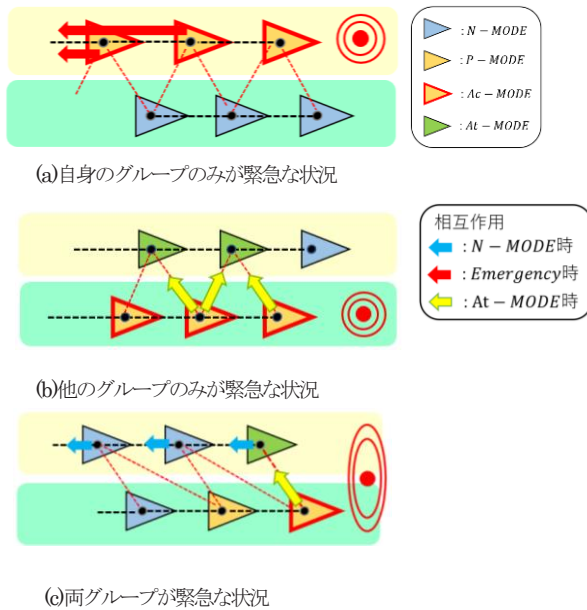 : N − MODE
: P − MODE
: Ac − MODE
: At − MODE
(a)自身のグループのみが緊急な状況
相互作用
: N − MODE時
: Emergency時
: At − MODE時
(b)他のグループのみが緊急な状況
(c)両グループが緊急な状況